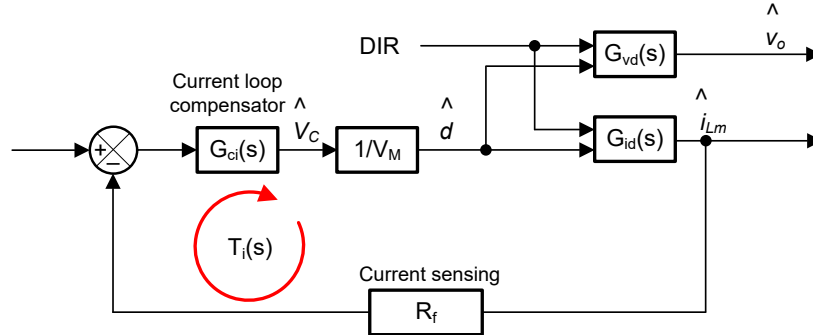 DIR
G_vd(s)
^
v_o
Current loop
compensator
^
V_C
^
d
^
i_Lm
+
−
G_ci(s)
1/V_M
G_id(s)
T_i(s)
Current sensing
R_f